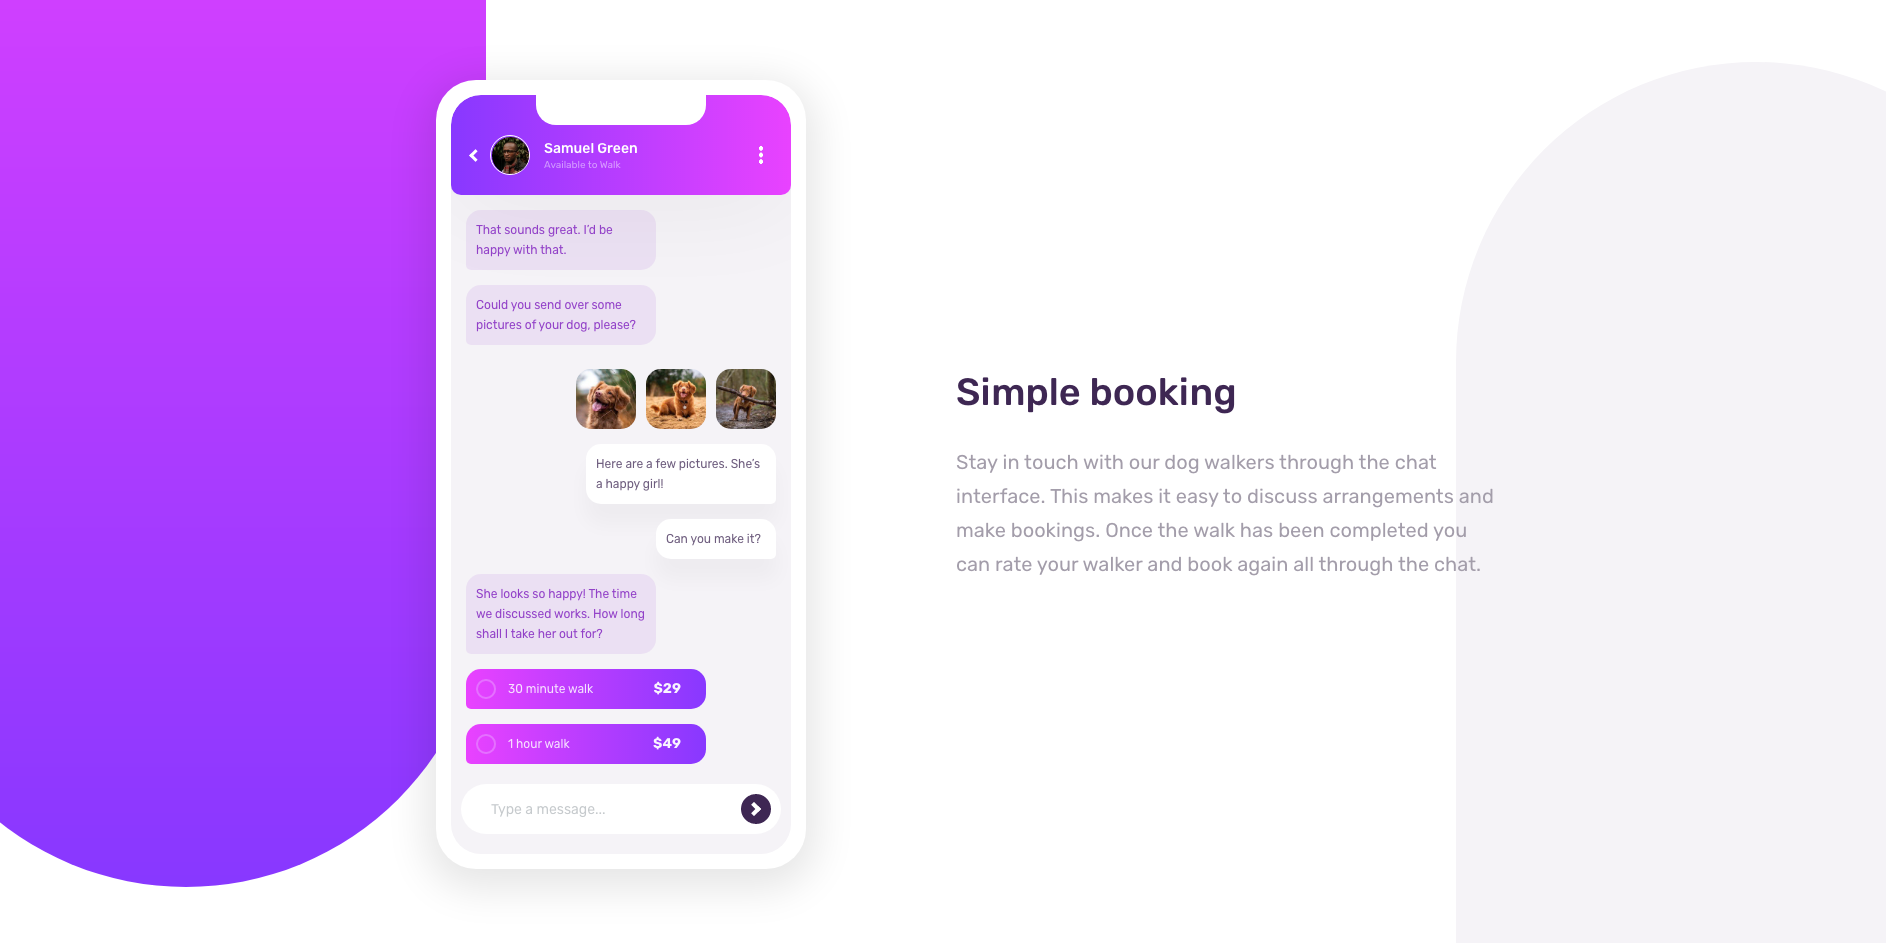 Samuel Green
Available to Walk
That sounds great. I’d be
happy with that.
Could you send over some
pictures of your dog, please?
Here are a few pictures. She’s
a happy girl!
Can you make it?
She looks so happy! The time
we discussed works. How long
shall I take her out for?
30 minute walk $29
1 hour walk $49
Type a message...
Simple booking
Stay in touch with our dog walkers through the chat
interface. This makes it easy to discuss arrangements and
make bookings. Once the walk has been completed you
can rate your walker and book again all through the chat.